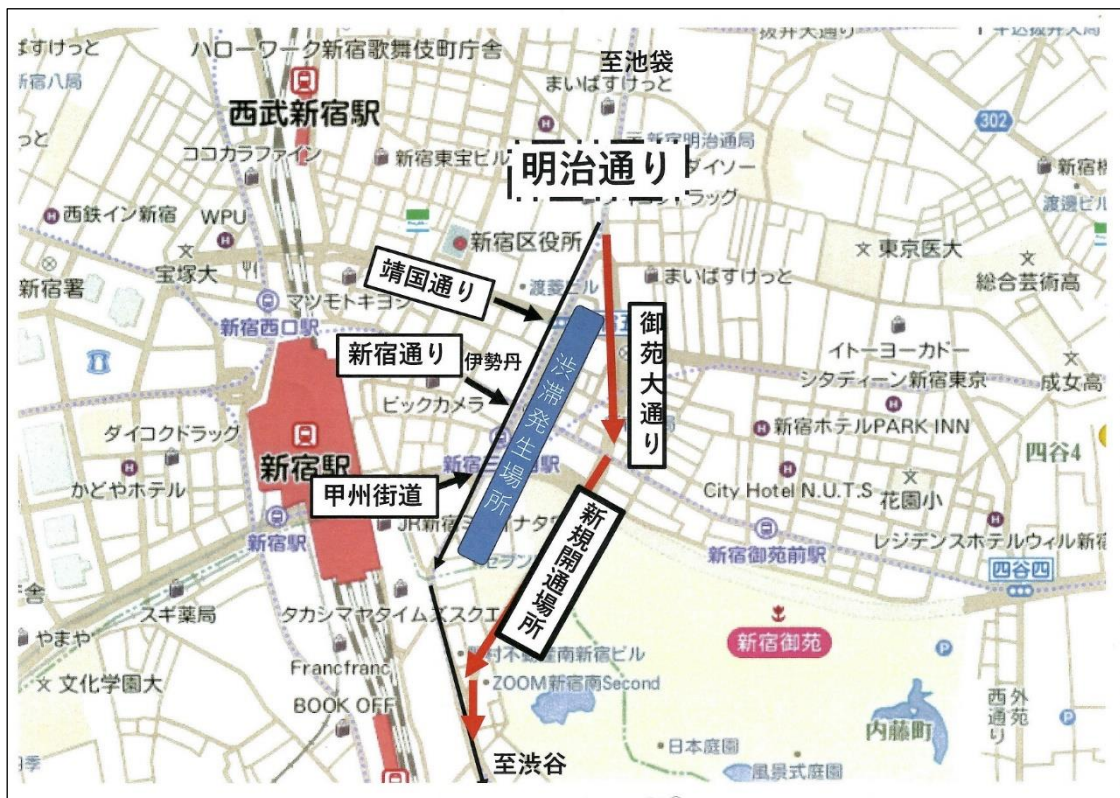 ハローワーク新宿歌舞伎町庁舎
至池袋
まいばすけっと
西武新宿駅
302
ココカラファイン
新宿東宝ビル
新宿明治通局
ダイソー
明治通り
西鉄イン新宿
WPU
新宿区役所
東京医大
渡邊ビル
宝塚大
靖国通り
渡菱ビル
まいばすけっと
総合芸術高
新宿署
マツモトキヨシ
新宿西口駅
新宿通り
伊勢丹
御苑大通り
イトーヨーカドー
ビックカメラ
渋滞発生場所
シタディーン新宿東京
成女高
ダイコクドラッグ
新宿駅
新宿ホテルPARK INN
四谷4
かどやホテル
甲州街道
City Hotel N.U.T.S
花園小
新宿駅
新規開通場所
新宿御苑前駅
レジデンスホテルウィル新宿
四谷四
スギ薬局
タカシマヤタイムズスクエ
やまや
新宿御苑
文化学園大
Francfranc
村不動産南新宿ビル
ZOOM新宿南Second
BOOK OFF
外苑西通り
内藤町
至渋谷
日本庭園
風景式庭園